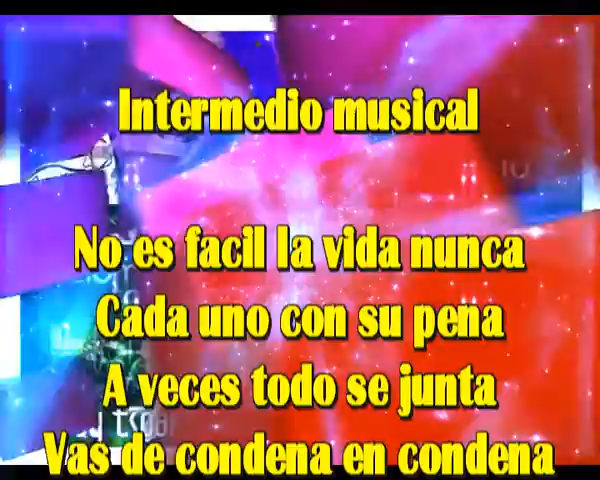 Intermedio musical
No es facil la vida nunca
Cada uno con su pena
A veces todo se junta
Vas de condena en condena